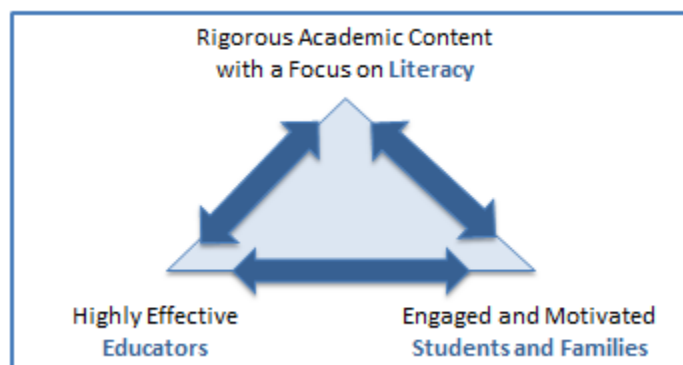 Rigorous Academic Content
with a Focus on Literacy
Highly Effective
Educators
Engaged and Motivated
Students and Families